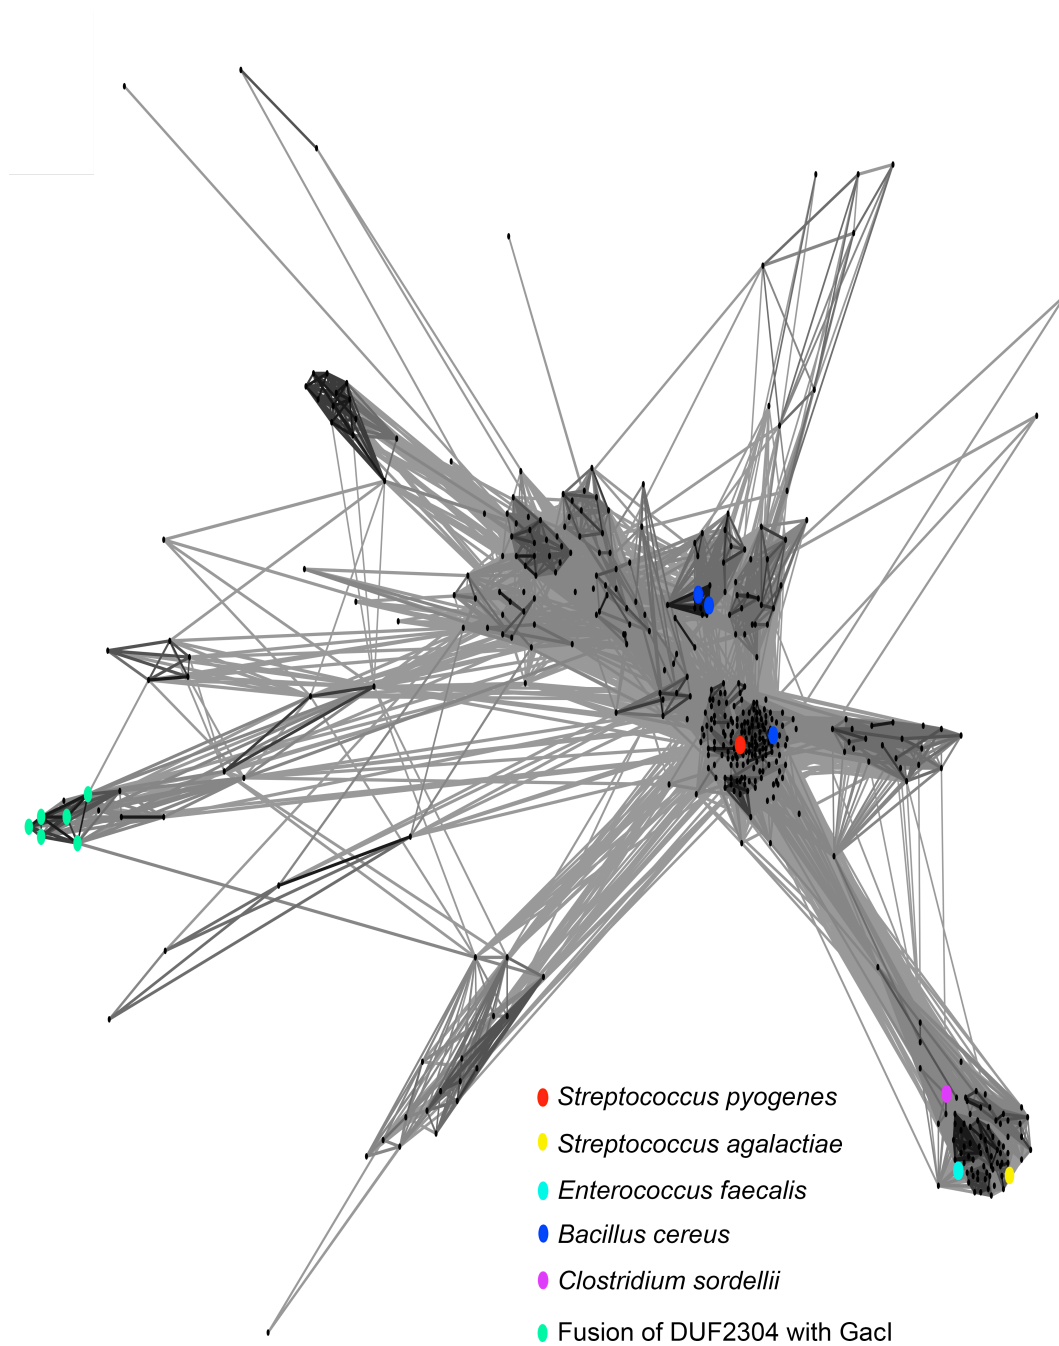 Streptococcus pyogenes
Streptococcus agalactiae
Enterococcus faecalis
Bacillus cereus
Clostridium sordellii
Fusion of DUF2304 with GacI